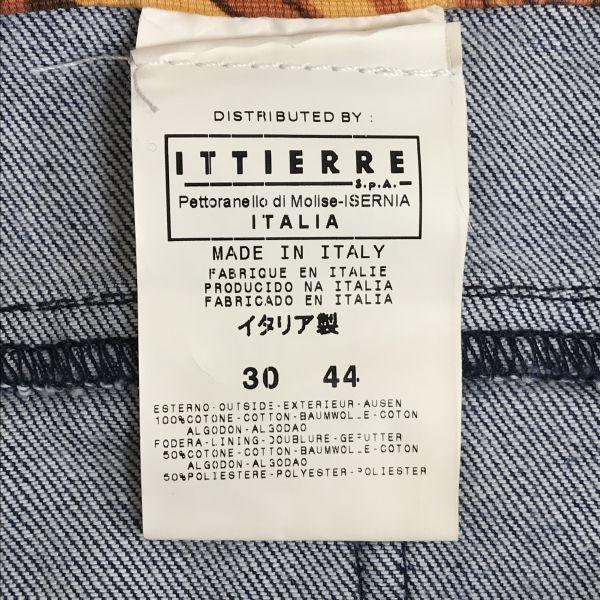 DISTRIBUTED BY :
ITTIERRE
S.p.A.
Pettoranello di Molise-ISERNIA
ITALIA
MADE IN ITALY
FABRIQUE EN ITALIE
PRODUCIDO NA ITALIA
FABRICADO EN ITALIA
イタリア製
30 44
ESTERNO-OUTSIDE-EXTERIEUR-AUSEN
100%COTONE-COTTON-BAUMWOLLE-COTON
ALGODON-ALGODAO
FODERA-LINING-DOUBLURE-GEFUTTER
50%COTONE-COTTON-BAUMWOLLE-COTON
ALGODON-ALGODAO
50%POLIESTERE-POLYESTER-POLIESTER